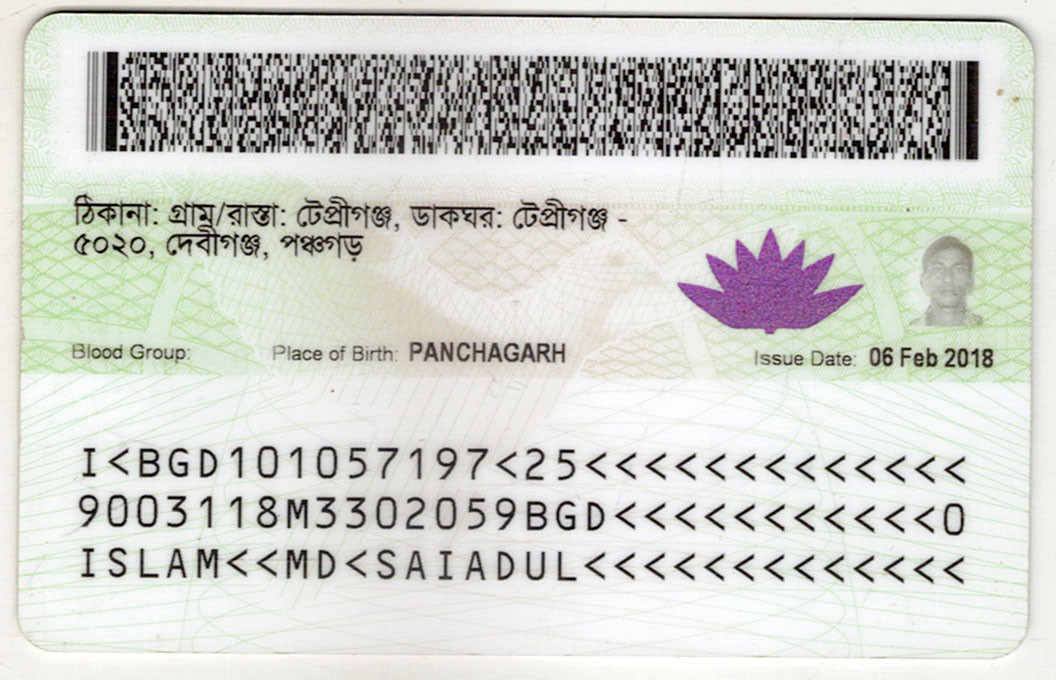 ঠিকানা: গ্রাম/রাস্তা: টেপ্রীগঞ্জ, ডাকঘর: টেপ্রীগঞ্জ -
৫০২০, দেবীগঞ্জ, পঞ্চগড়
Blood Group: Place of Birth: PANCHAGARH Issue Date: 06 Feb 2018
I<BGD101057197<25<<<<<<<<<<<<<
9003118M3302059BGD<<<<<<<<<<<0
ISLAM<<MD<SAIADUL<<<<<<<<<<<<<